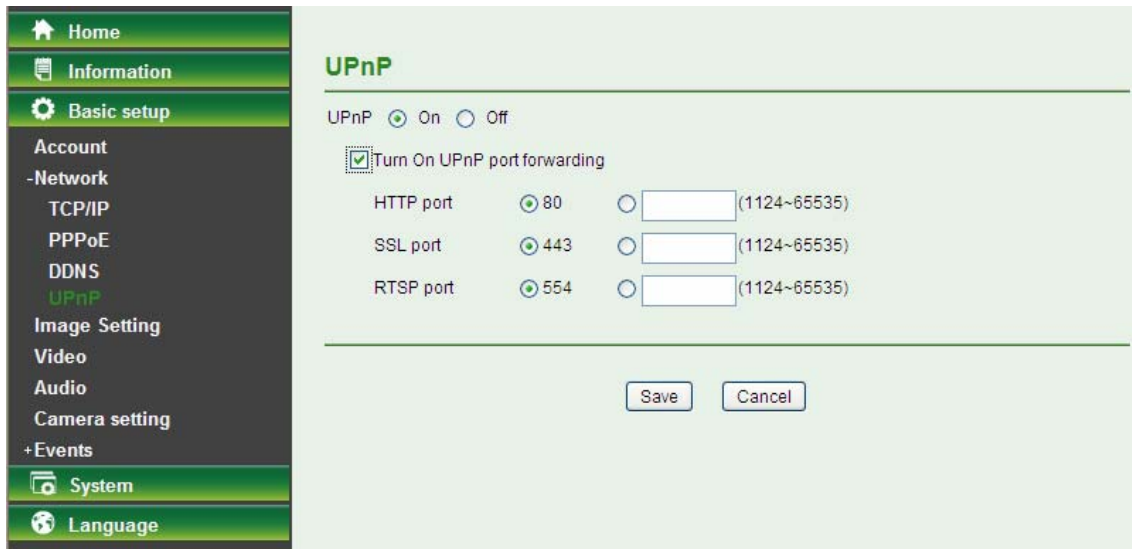 Home
Information
Basic setup
Account
-Network
TCP/IP
PPPoE
DDNS
UPnP
Image Setting
Video
Audio
Camera setting
+Events
System
Language
UPnP
UPnP On Off
Turn On UPnP port forwarding
HTTP port 80 (1124~65535)
SSL port 443 (1124~65535)
RTSP port 554 (1124~65535)
Save Cancel